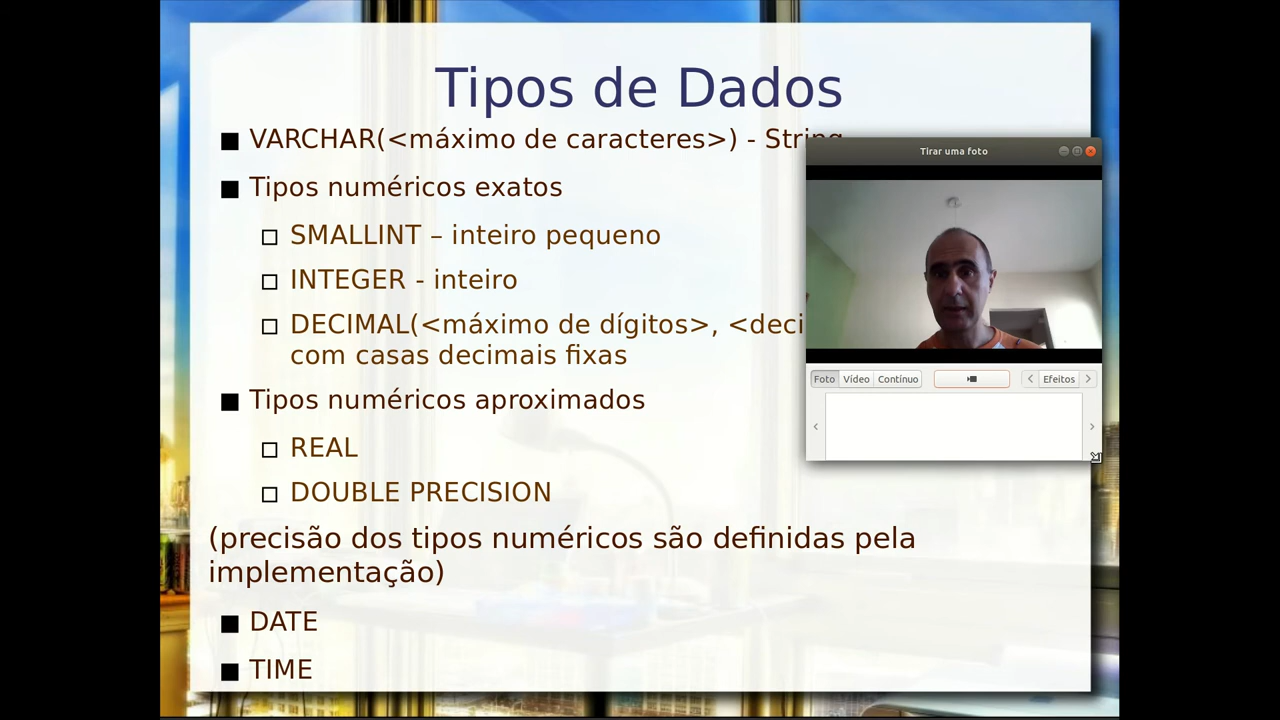 Tipos de Dados
VARCHAR(<máximo de caracteres>) - String
Tipos numéricos exatos
SMALLINT – inteiro pequeno
INTEGER - inteiro
DECIMAL(<máximo de dígitos>, <deci
com casas decimais fixas
Tipos numéricos aproximados
REAL
DOUBLE PRECISION
(precisão dos tipos numéricos são definidas pela
implementação)
DATE
TIME
Tirar uma foto
Foto Vídeo Contínuo Efeitos